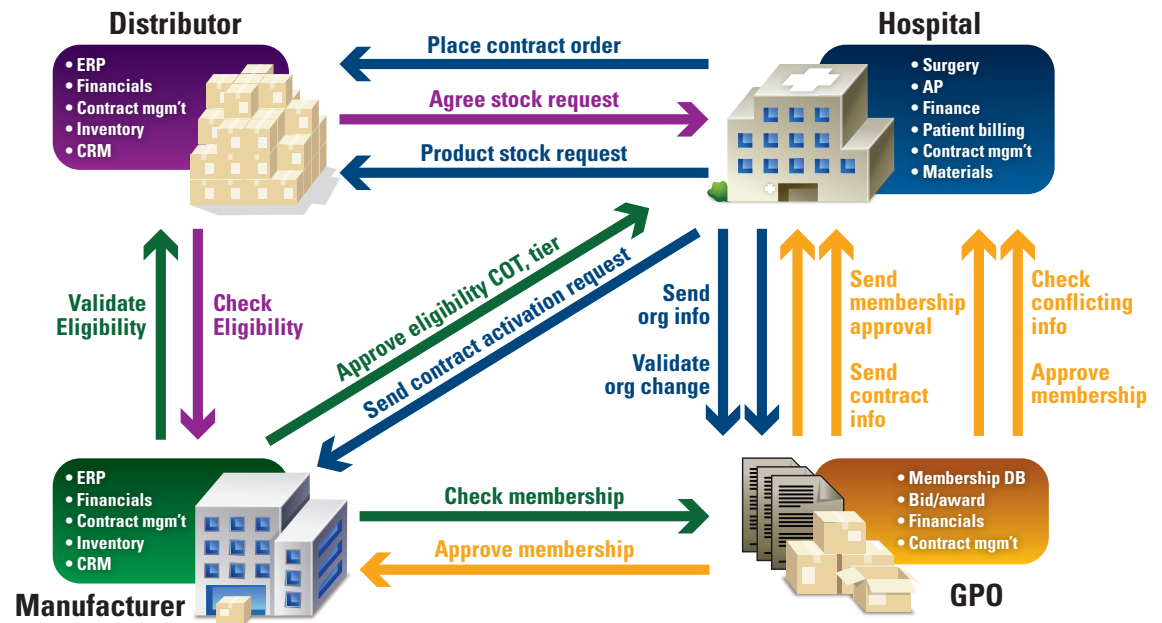 Distributor
Hospital
• ERP
• Financials
• Contract mgm't
• Inventory
• CRM
Place contract order
Agree stock request
Product stock request
• Surgery
• AP
• Finance
• Patient billing
• Contract mgm't
• Materials
Validate
Eligibility
Check
Eligibility
Approve eligibility COT, tier
Send contract activation request
Send
org info
Validate
org change
Send
membership
approval
Send
contract
info
Check
conflicting
info
Approve
membership
• ERP
• Financials
• Contract mgm't
• Inventory
• CRM
Check membership
Approve membership
• Membership DB
• Bid/award
• Financials
• Contract mgm't
Manufacturer
GPO